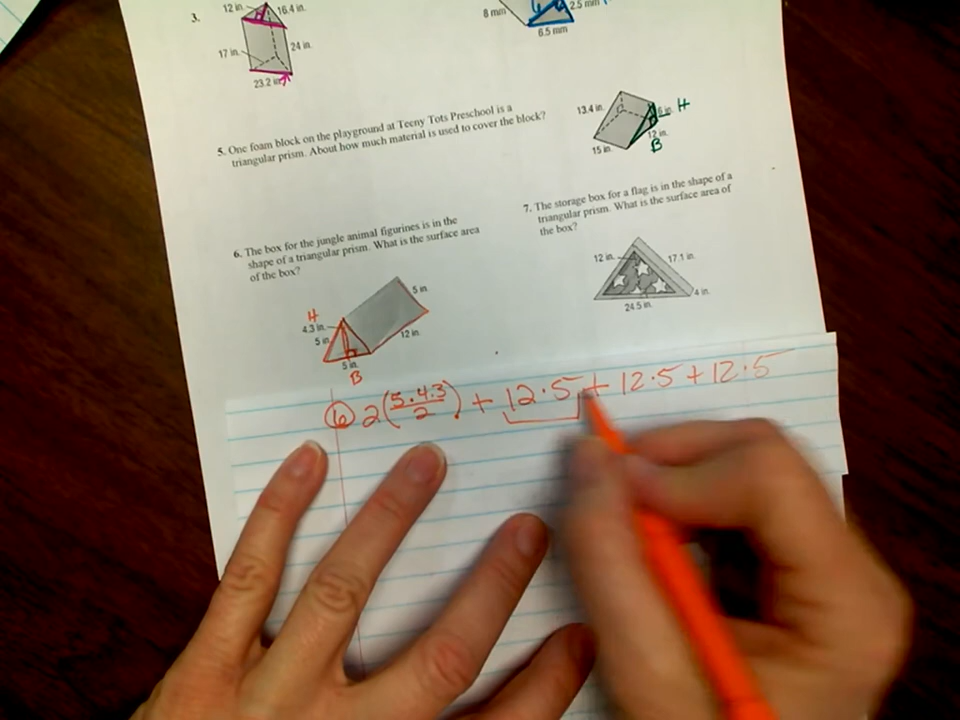 12 in.
16.4 in.
3.
H
17 in.
24 in.
23.2 in.
8 mm
2.5 mm
6.5 mm
5. One foam block on the playground at Teeny Tots Preschool is a
triangular prism. About how much material is used to cover the block?
13.4 in.
6 in.
H
12 in.
15 in.
B
6. The box for the jungle animal figurines is in the
shape of a triangular prism. What is the surface area
of the box?
H
4.3 in.
5 in.
5 in.
12 in.
5 in.
B
7. The storage box for a flag is in the shape of a
triangular prism. What is the surface area of
the box?
12 in.
17.1 in.
4 in.
24.5 in.
6 2(5·4.3/2) + 12·5 + 12·5 + 12·5